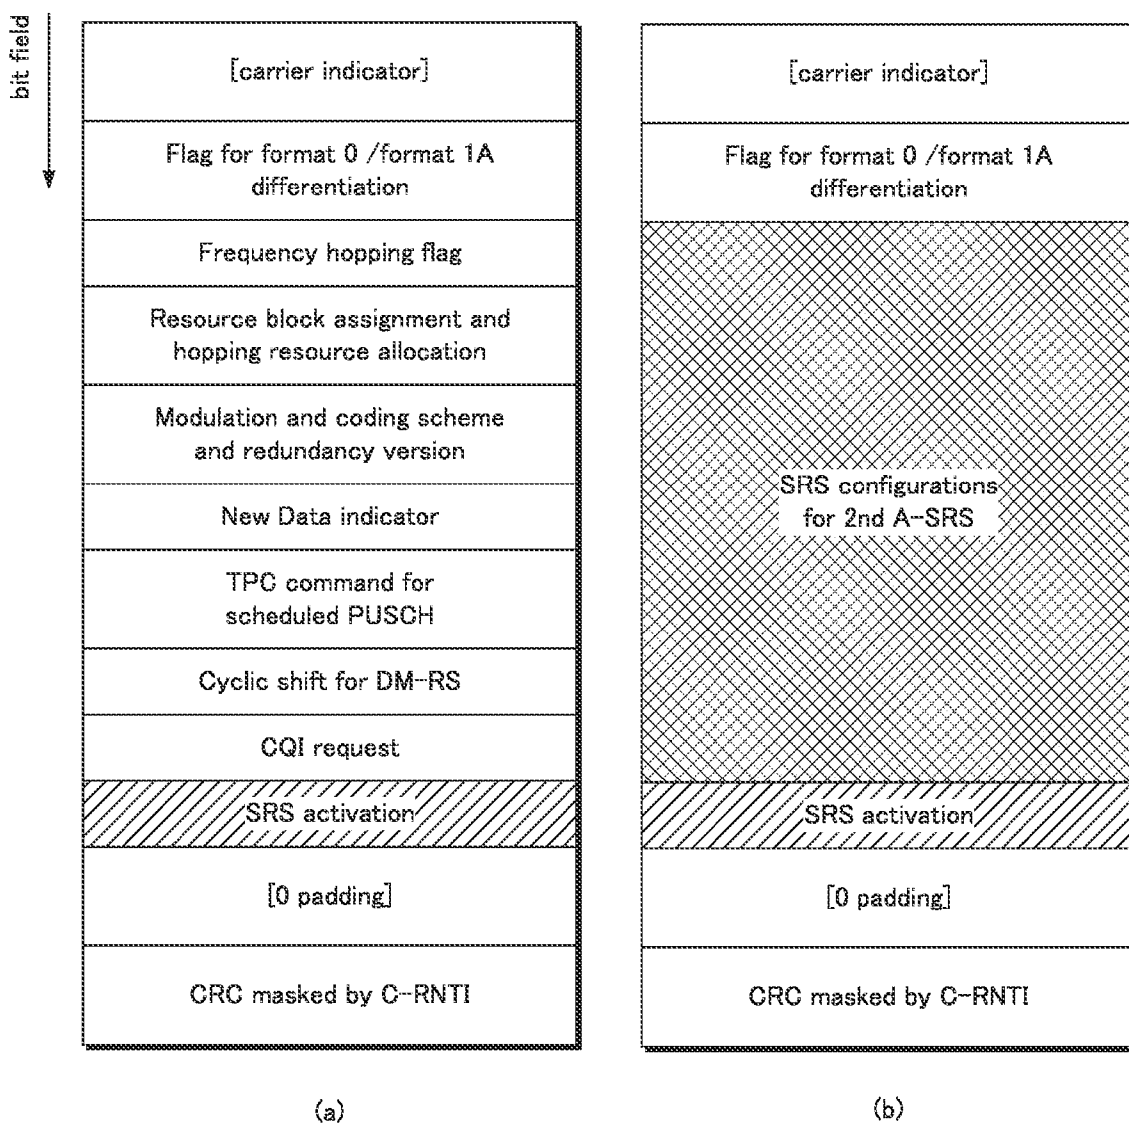 bit field
[carrier indicator]
Flag for format 0 /format 1A
differentiation
Frequency hopping flag
Resource block assignment and
hopping resource allocation
Modulation and coding scheme
and redundancy version
New Data indicator
TPC command for
scheduled PUSCH
Cyclic shift for DM-RS
CQI request
SRS activation
[0 padding]
CRC masked by C-RNTI
(a)
[carrier indicator]
Flag for format 0 /format 1A
differentiation
SRS configurations
for 2nd A-SRS
SRS activation
[0 padding]
CRC masked by C-RNTI
(b)